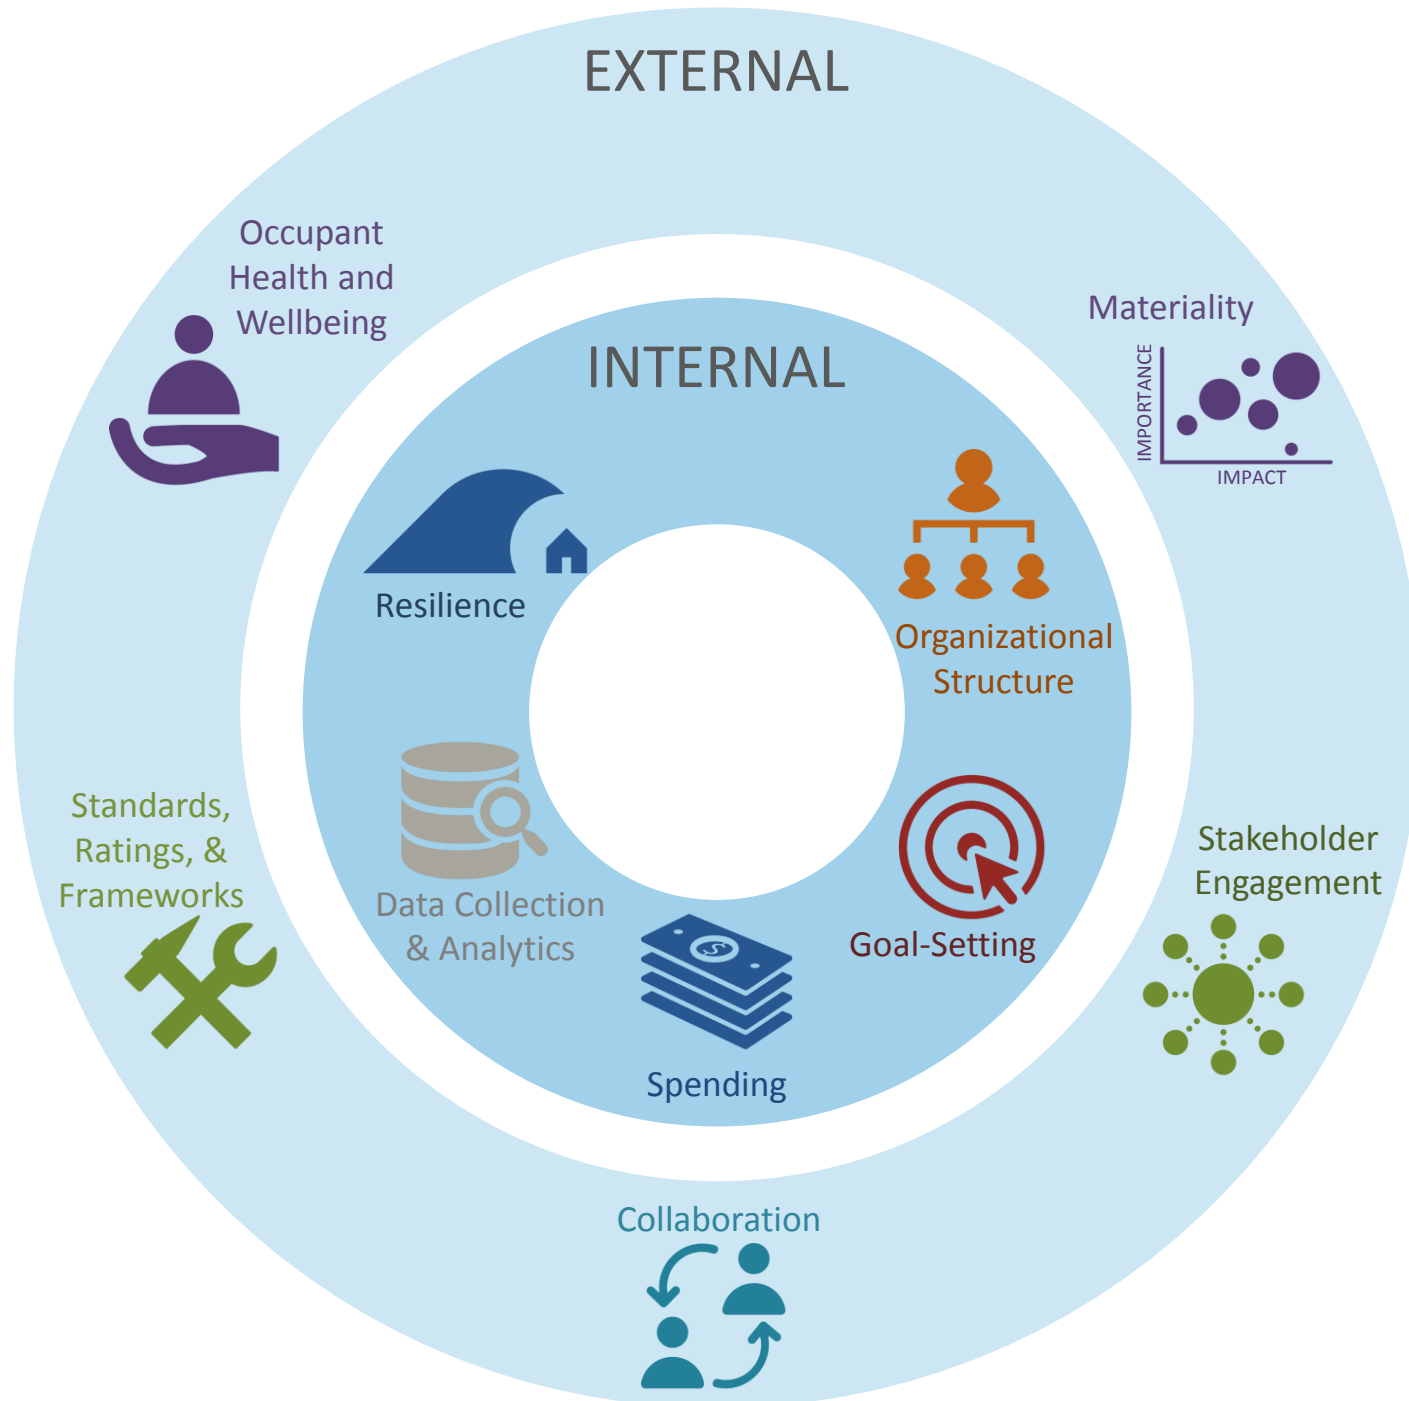 EXTERNAL
Occupant
Health and
Wellbeing
Materiality
IMPORTANCE
IMPACT
INTERNAL
Resilience
Organizational
Structure
Standards,
Ratings, &
Frameworks
Data Collection
& Analytics
$
Spending
Goal-Setting
Stakeholder
Engagement
Collaboration